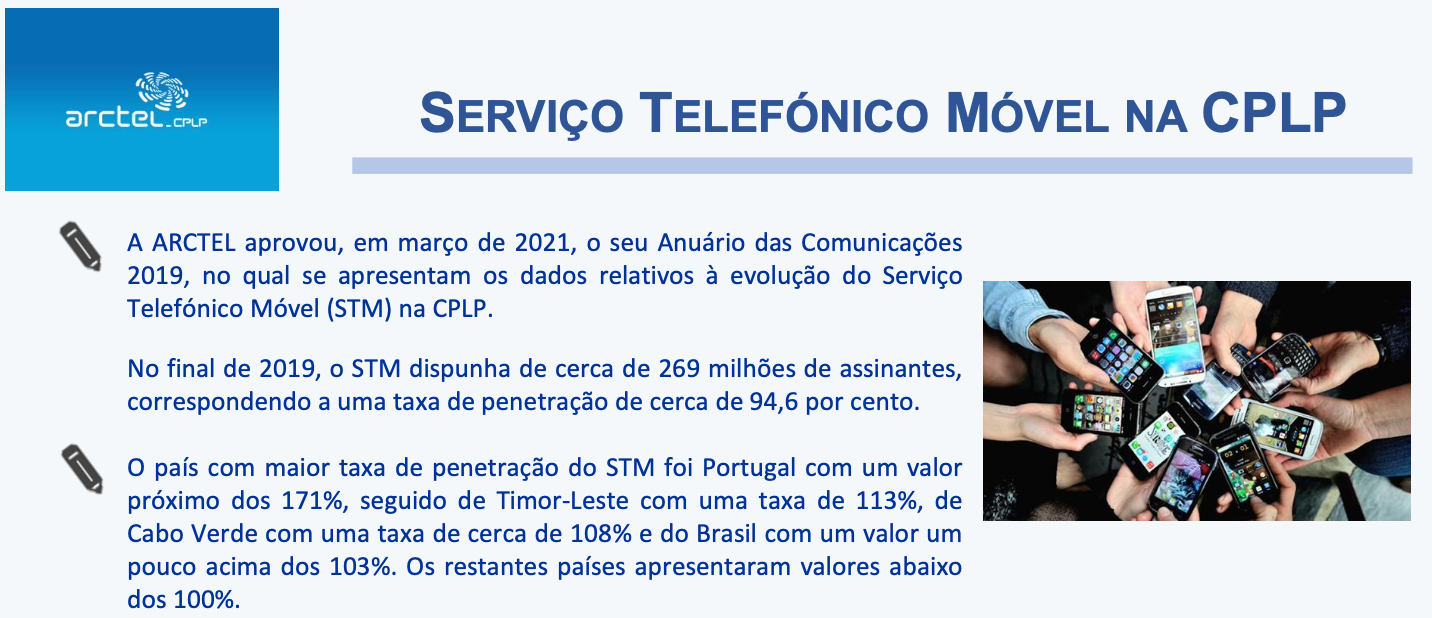 arctel_CPLP
SERVIÇO TELEFÓNICO MÓVEL NA CPLP
A ARCTEL aprovou, em março de 2021, o seu Anuário das Comunicações
2019, no qual se apresentam os dados relativos à evolução do Serviço
Telefónico Móvel (STM) na CPLP.
No final de 2019, o STM dispunha de cerca de 269 milhões de assinantes,
correspondendo a uma taxa de penetração de cerca de 94,6 por cento.
O país com maior taxa de penetração do STM foi Portugal com um valor
próximo dos 171%, seguido de Timor-Leste com uma taxa de 113%, de
Cabo Verde com uma taxa de cerca de 108% e do Brasil com um valor um
pouco acima dos 103%. Os restantes países apresentaram valores abaixo
dos 100%.